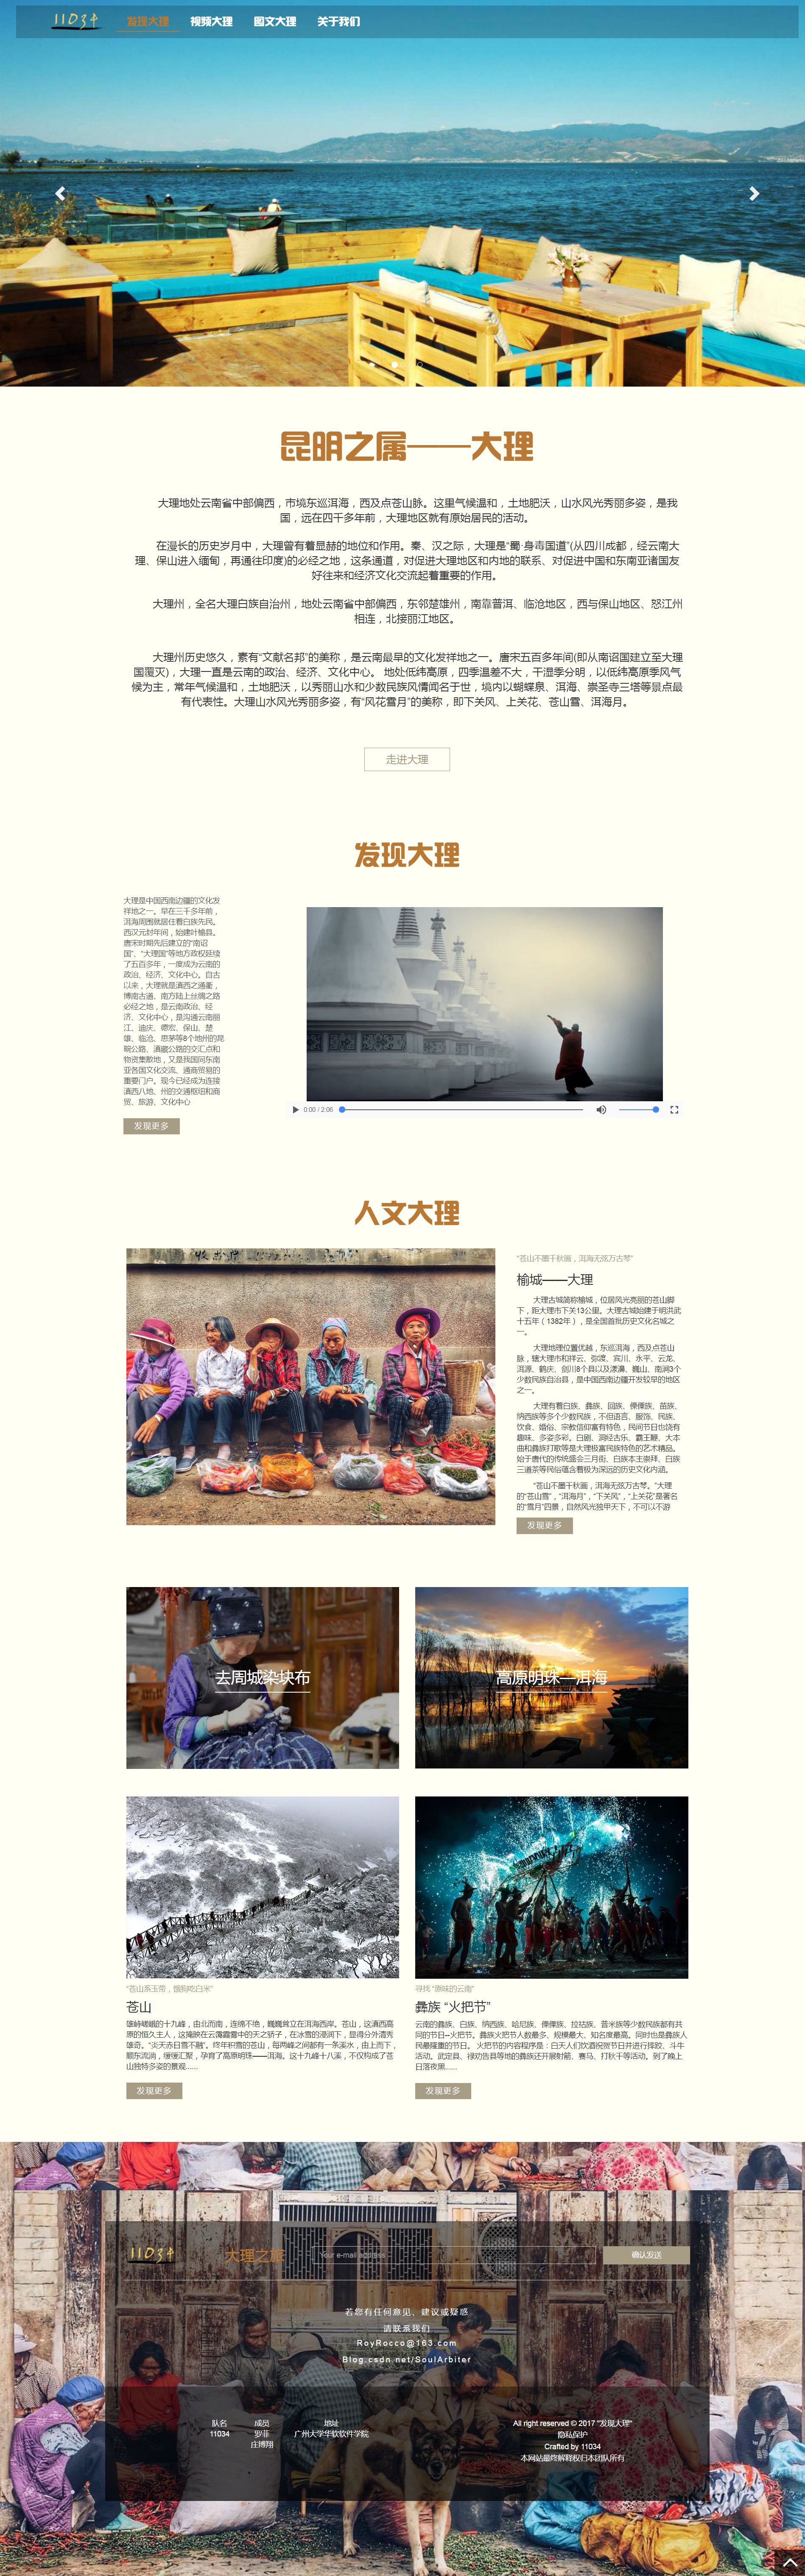 11034 发现大理 视频大理 图文大理 关于我们
昆明之属——大理
大理地处云南省中部偏西，市境东巡洱海，西及点苍山脉。这里气候温和，土地肥沃，山水风光秀丽多姿，是我
国，远在四千多年前，大理地区就有原始居民的活动。
在漫长的历史岁月中，大理曾有着显赫的地位和作用。秦、汉之际，大理是“蜀·身毒国道”(从四川成都，经云南大
理、保山进入缅甸，再通往印度)的必经之地，这条通道，对促进大理地区和内地的联系、对促进中国和东南亚诸国友
好往来和经济文化交流起着重要的作用。
大理州，全名大理白族自治州，地处云南省中部偏西，东邻楚雄州，南靠普洱、临沧地区，西与保山地区、怒江州
相连，北接丽江地区。
大理州历史悠久，素有“文献名邦”的美称，是云南最早的文化发祥地之一。唐宋五百多年间(即从南诏国建立至大理
国覆灭)，大理一直是云南的政治、经济、文化中心。 地处低纬高原，四季温差不大，干湿季分明，以低纬高原季风气
候为主，常年气候温和，土地肥沃，以秀丽山水和少数民族风情闻名于世，境内以蝴蝶泉、洱海、崇圣寺三塔等景点最
有代表性。大理山水风光秀丽多姿，有“风花雪月”的美称，即下关风、上关花、苍山雪、洱海月。
走进大理
发现大理
大理是中国西南边疆的文化发
祥地之一。早在三千多年前，
洱海周围就居住着白族先民。
西汉元封年间，始建叶榆县。
唐宋时期先后建立的“南诏
国”、“大理国”等地方政权延续
了五百多年，一度成为云南的
政治、经济、文化中心。自古
以来，大理就是滇西之通衢，
博南古道、南方陆上丝绸之路
必经之地，是云南政治、经
济、文化中心，是沟通云南丽
江、迪庆、德宏、保山、楚
雄、临沧、思茅等8个地州的昆
畹公路、滇藏公路的交汇点和
物资集散地，又是我国同东南
亚各国文化交流、通商贸易的
重要门户。现今已经成为连接
滇西八地、州的交通枢纽和商
贸、旅游、文化中心
发现更多
0:00 / 2:06
人文大理
“苍山不墨千秋画，洱海无弦万古琴”
榆城——大理
大理古城简称榆城，位居风光亮丽的苍山脚
下，距大理市下关13公里。大理古城始建于明洪武
十五年（1382年），是全国首批历史文化名城之
一。
大理地理位置优越，东巡洱海，西及点苍山
脉，辖大理市和祥云、弥渡、宾川、永平、云龙、
洱源、鹤庆、剑川8个县以及漾濞、巍山、南涧3个
少数民族自治县，是中国西南边疆开发较早的地区
之一。
大理有着白族、彝族、回族、傈僳族、苗族、
纳西族等多个少数民族，不但语言、服饰、民族、
饮食、婚俗、宗教信仰富有特色，民间节日也饶有
趣味、多姿多彩。白剧、洞经古乐、霸王鞭、大本
曲和彝族打歌等是大理极富民族特色的艺术精品。
始于唐代的传统盛会三月街、白族本主崇拜、白族
三道茶等民俗蕴含着极为深远的历史文化内涵。
“苍山不墨千秋画，洱海无弦万古琴。”大理
的“苍山雪”，“洱海月”，“下关风”，“上关花”是著名
的“雪月”四景，自然风光独甲天下，不可以不游
发现更多
去周城染块布
高原明珠—洱海
“苍山系玉带，饿狗吃白米”
苍山
雄峙嵯峨的十九峰，由北而南，连绵不绝，巍巍耸立在洱海西岸。苍山，这滇西高
原的恒久主人，这掩映在云霭霾雾中的天之骄子，在冰雪的浸润下，显得分外清秀
雄奇。“炎天赤日雪不融”。终年积雪的苍山，每两峰之间都有一条溪水，由上而下，
顺东流淌，缓缓汇聚，孕育了高原明珠——洱海。这十九峰十八溪，不仅构成了苍
山独特多姿的景观......
发现更多
寻找 “原味的云南”
彝族 “火把节”
云南的彝族、白族、纳西族、哈尼族、傈僳族、拉祜族、普米族等少数民族都有共
同的节日--火把节。彝族火把节人数最多、规模最大、知名度最高。同时也是彝族人
民最隆重的节日。 火把节的内容程序是：白天人们饮酒祝贺节日并进行摔跤、斗牛
活动。武定县、禄劝告县等地的彝族还开展射箭、赛马、打秋千等活动。到了晚上
日落夜黑......
发现更多
11034 大理之旅 Your e-mail address 确认发送
若您有任何意见、建议或疑惑
请联系我们
RoyRocco@163.com
Blog.csdn.net/SoulArbiter
队名 成员 地址
11034 罗菲 广州大学华软软件学院
庄博翔
All right reserved © 2017 “发现大理”
隐私保护
Crafted by 11034
本网站最终解释权归本团队所有